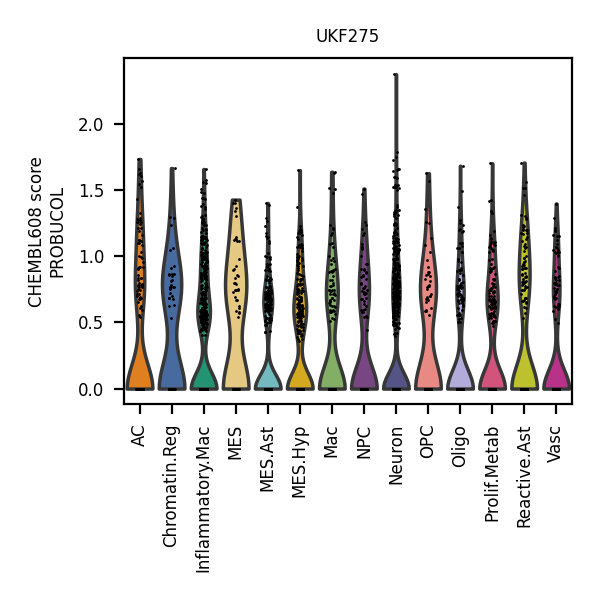 UKF275
CHEMBL608 score
PROBUCOL
2.0
1.5
1.0
0.5
0.0
AC
Chromatin.Reg
Inflammatory.Mac
MES
MES.Ast
MES.Hyp
Mac
NPC
Neuron
OPC
Oligo
Prolif.Metab
Reactive.Ast
Vasc